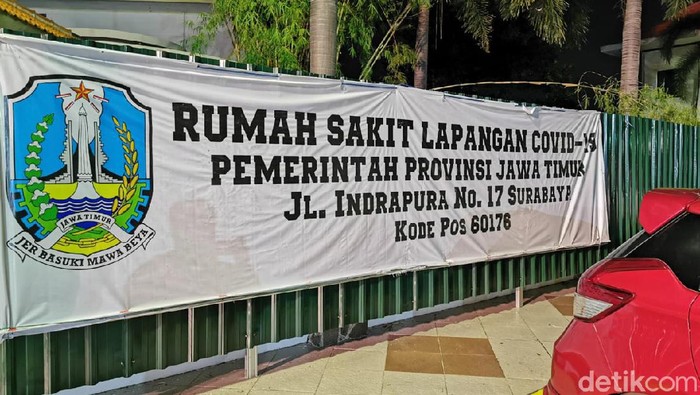 RUMAH SAKIT LAPANGAN COVID-19
PEMERINTAH PROVINSI JAWA TIMUR
JL. INDRAPURA NO. 17 SURABAYA
KODE POS 60176
JAWA TIMUR
JER BASUKI MAWA BEYA
detikcom